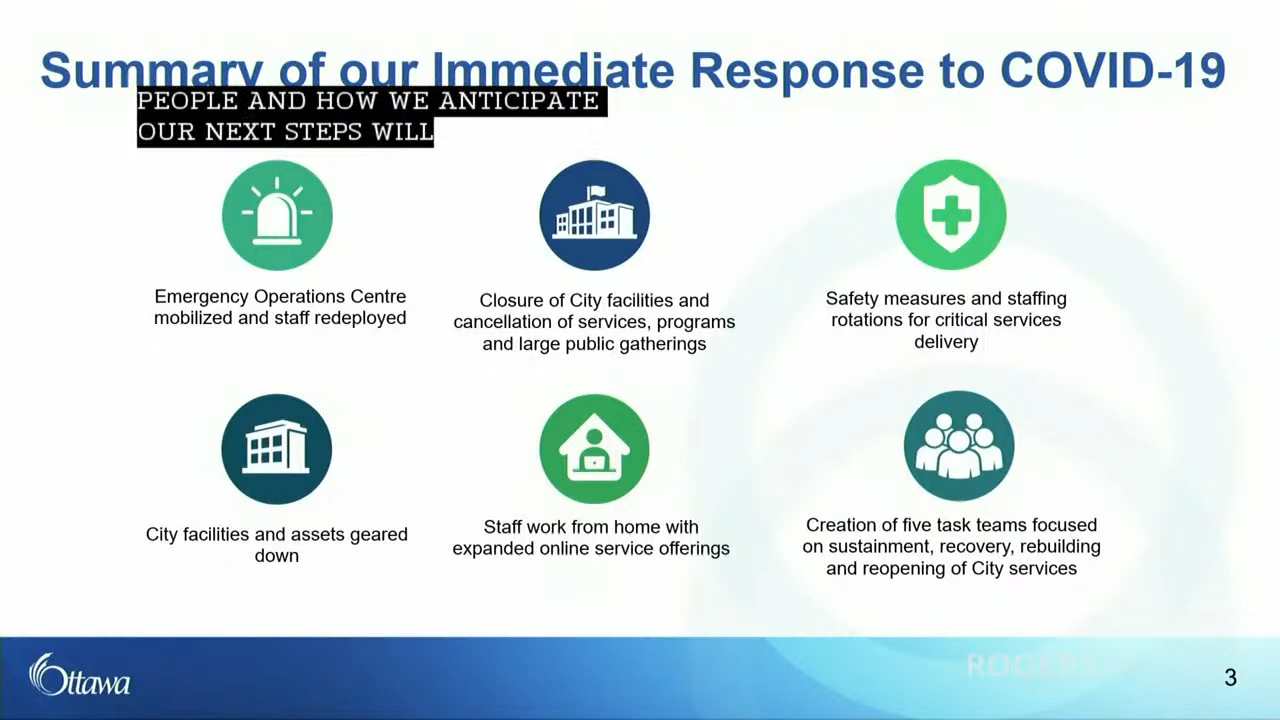 Summary of our Immediate Response to COVID-19
PEOPLE AND HOW WE ANTICIPATE
OUR NEXT STEPS WILL
Emergency Operations Centre
mobilized and staff redeployed
Closure of City facilities and
cancellation of services, programs
and large public gatherings
Safety measures and staffing
rotations for critical services
delivery
City facilities and assets geared
down
Staff work from home with
expanded online service offerings
Creation of five task teams focused
on sustainment, recovery, rebuilding
and reopening of City services
Ottawa
ROGERS
3